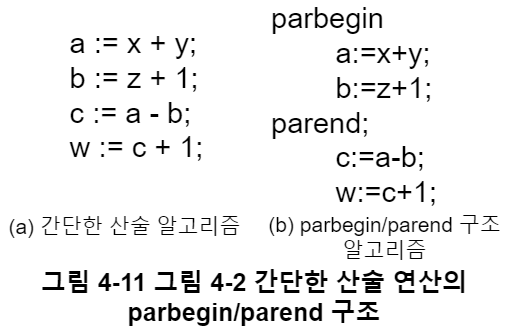 a := x + y;
b := z + 1;
c := a - b;
w := c + 1;
(a) 간단한 산술 알고리즘
parbegin
a:=x+y;
b:=z+1;
parend;
c:=a-b;
w:=c+1;
(b) parbegin/parend 구조
알고리즘
그림 4-11 그림 4-2 간단한 산술 연산의
parbegin/parend 구조